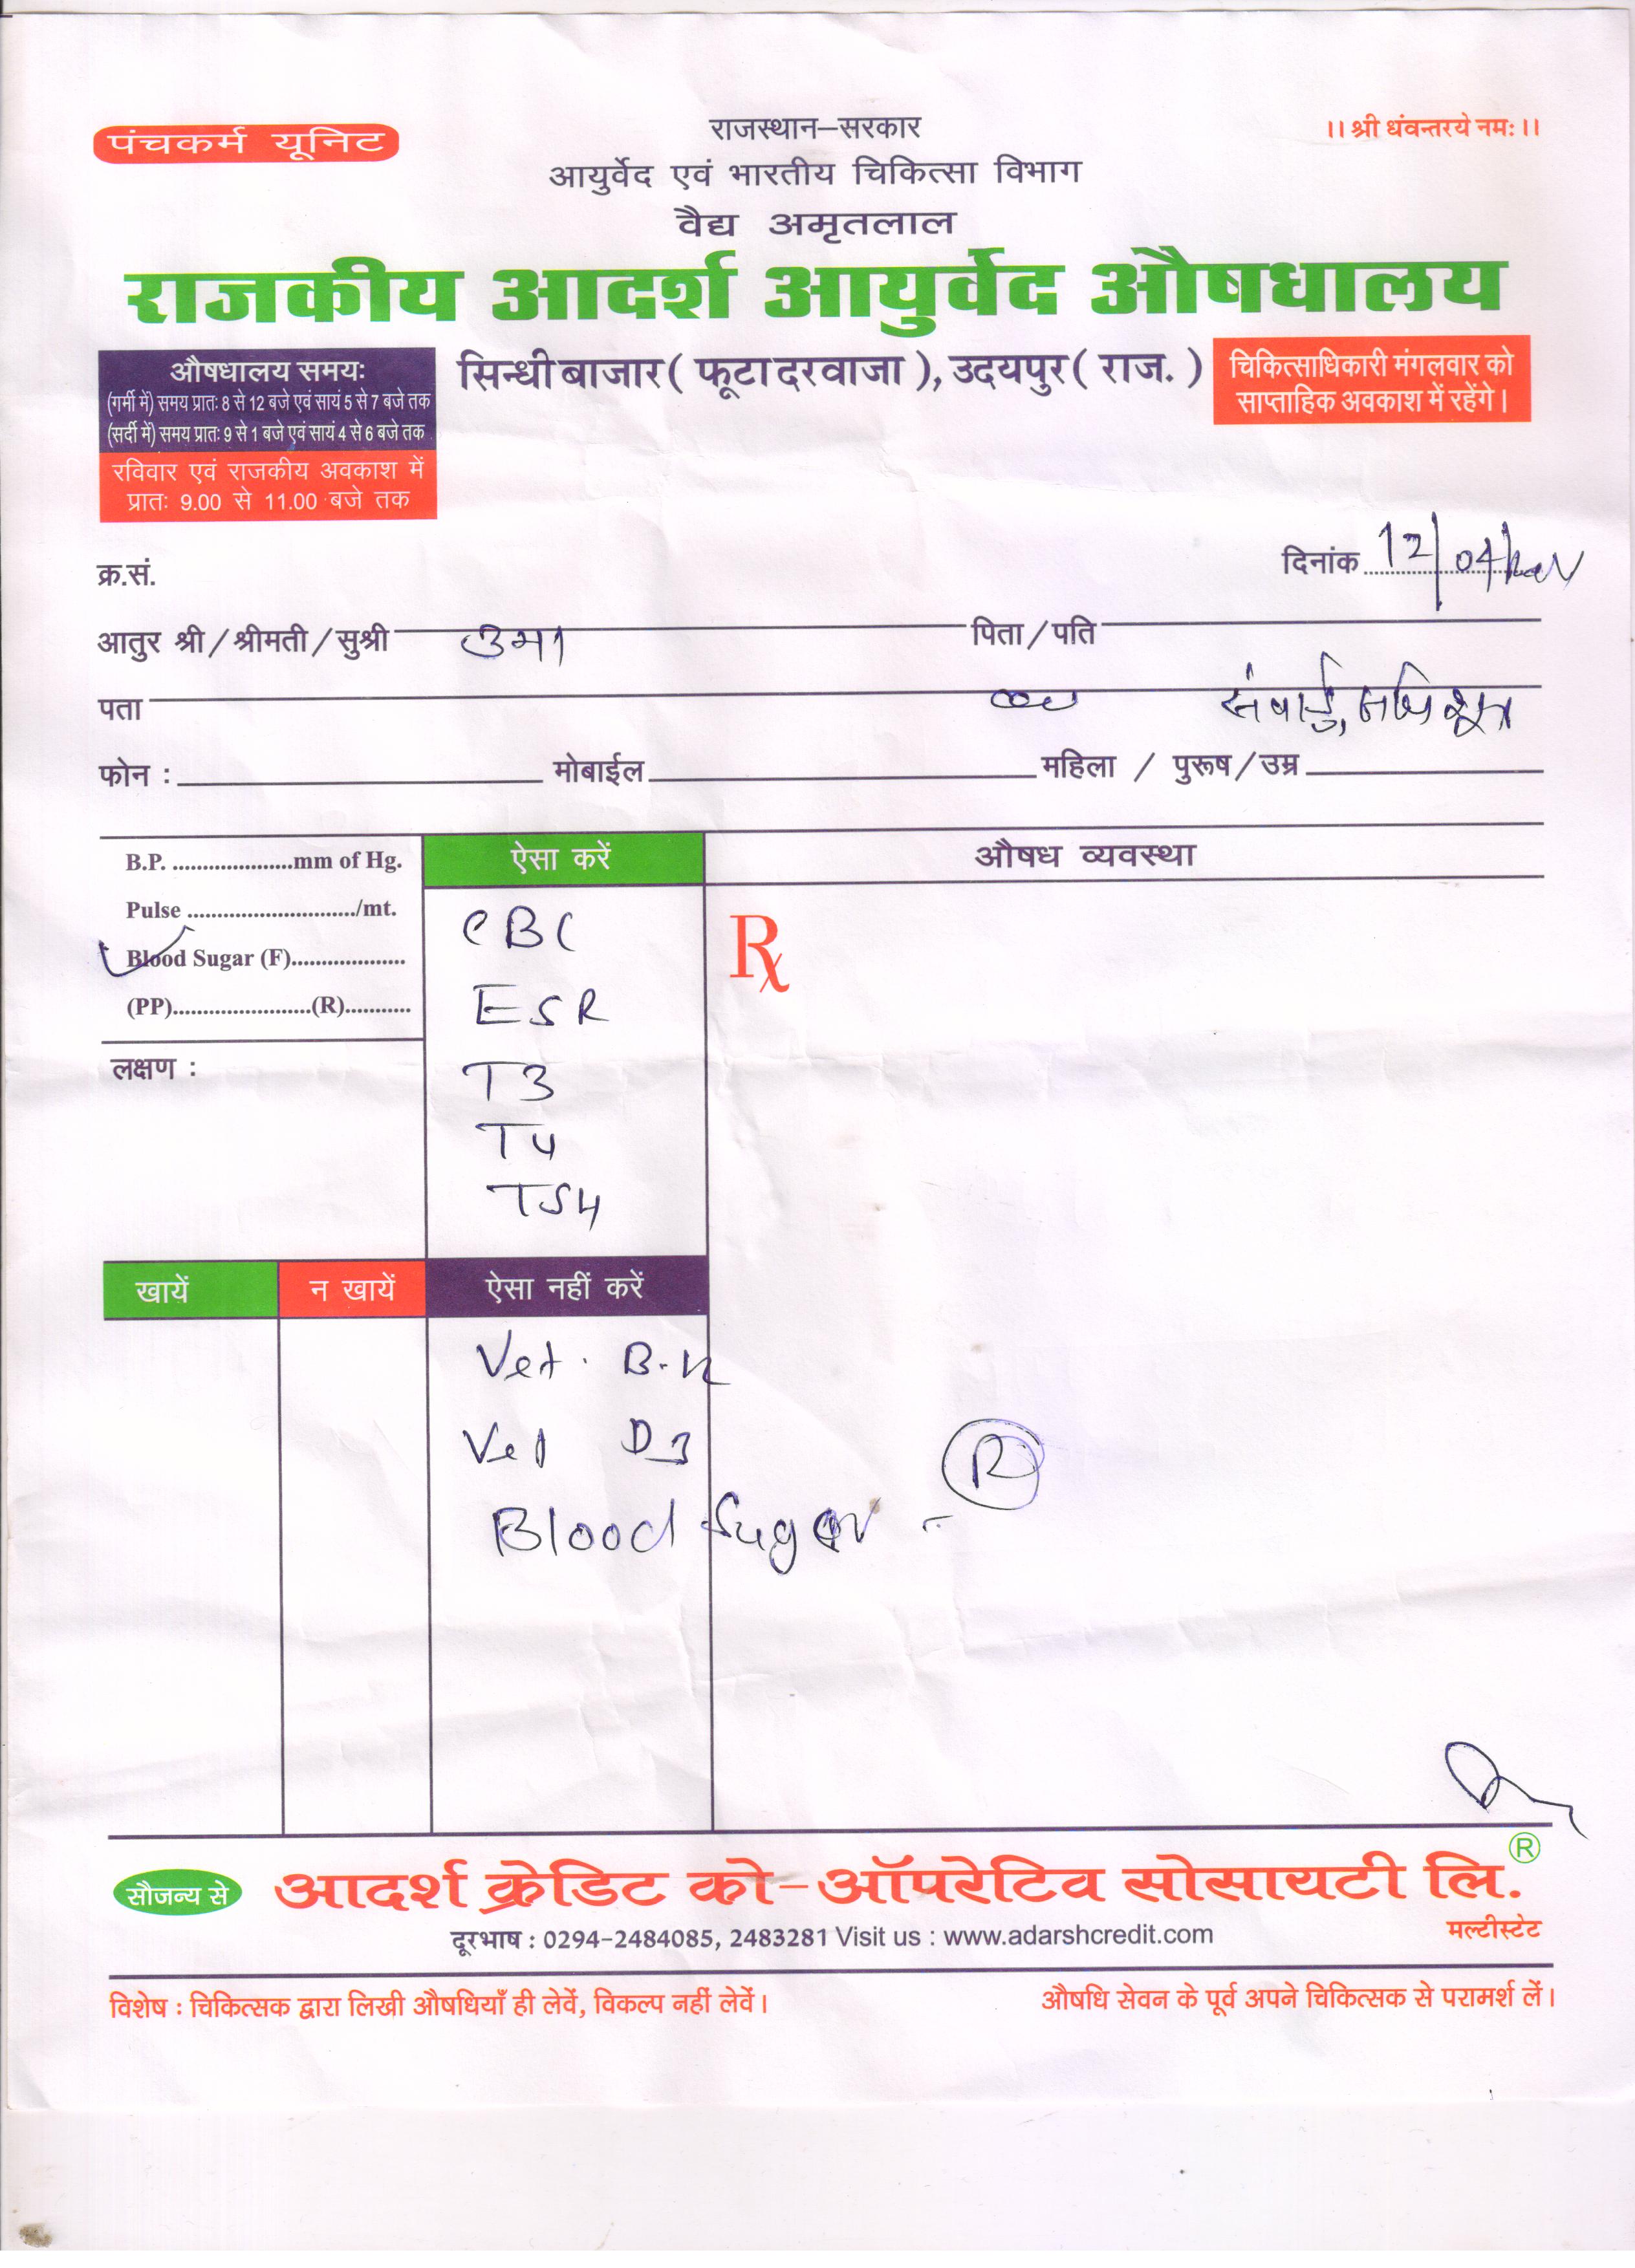 पंचकर्म यूनिट
राजस्थान–सरकार
।। श्री धंवन्तरये नमः ।।
आयुर्वेद एवं भारतीय चिकित्सा विभाग
वैद्य अमृतलाल
राजकीय आदर्श आयुर्वेद औषधालय
सिन्धी बाजार ( फूटा दरवाजा ), उदयपुर ( राज. )
औषधालय समयः
(गर्मी में) समय प्रातः 8 से 12 बजे एवं सायं 5 से 7 बजे तक
(सर्दी में) समय प्रातः 9 से 1 बजे एवं सायं 4 से 6 बजे तक
रविवार एवं राजकीय अवकाश में
प्रातः 9.00 से 11.00 बजे तक
चिकित्साधिकारी मंगलवार को
साप्ताहिक अवकाश में रहेंगे।
क्र.सं.
दिनांक 12/04/
आतुर श्री/श्रीमती/सुश्री उमा पिता/पति
पता
फोन : मोबाईल महिला / पुरूष/उम्र
B.P. ....................mm of Hg.
Pulse ............................/mt.
Blood Sugar (F)...................
(PP).......................(R)...........
लक्षण :
ऐसा करें
CBC
ESR
T3
T4
TSH
औषध व्यवस्था
Rx
खायें न खायें ऐसा नहीं करें
Vet. B-12
Vet D3
Blood Sugar - R
सौजन्य से आदर्श क्रेडिट को-ऑपरेटिव सोसायटी लि. ®
मल्टीस्टेट
दूरभाष : 0294-2484085, 2483281 Visit us : www.adarshcredit.com
विशेष : चिकित्सक द्वारा लिखी औषधियाँ ही लेवें, विकल्प नहीं लेवें। औषधि सेवन के पूर्व अपने चिकित्सक से परामर्श लें।